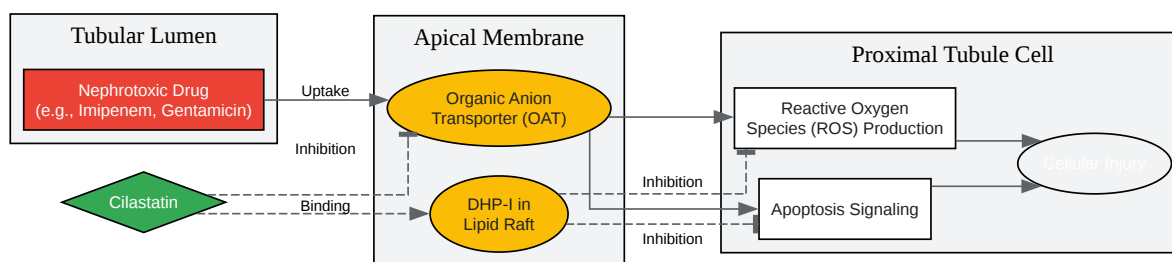 Tubular Lumen
Nephrotoxic Drug
(e.g., Imipenem, Gentamicin)
Cilastatin
Uptake
Inhibition
Binding
Apical Membrane
Organic Anion
Transporter (OAT)
DHP-I in
Lipid Raft
Inhibition
Inhibition
Proximal Tubule Cell
Reactive Oxygen
Species (ROS) Production
Apoptosis Signaling
Cellular Injury